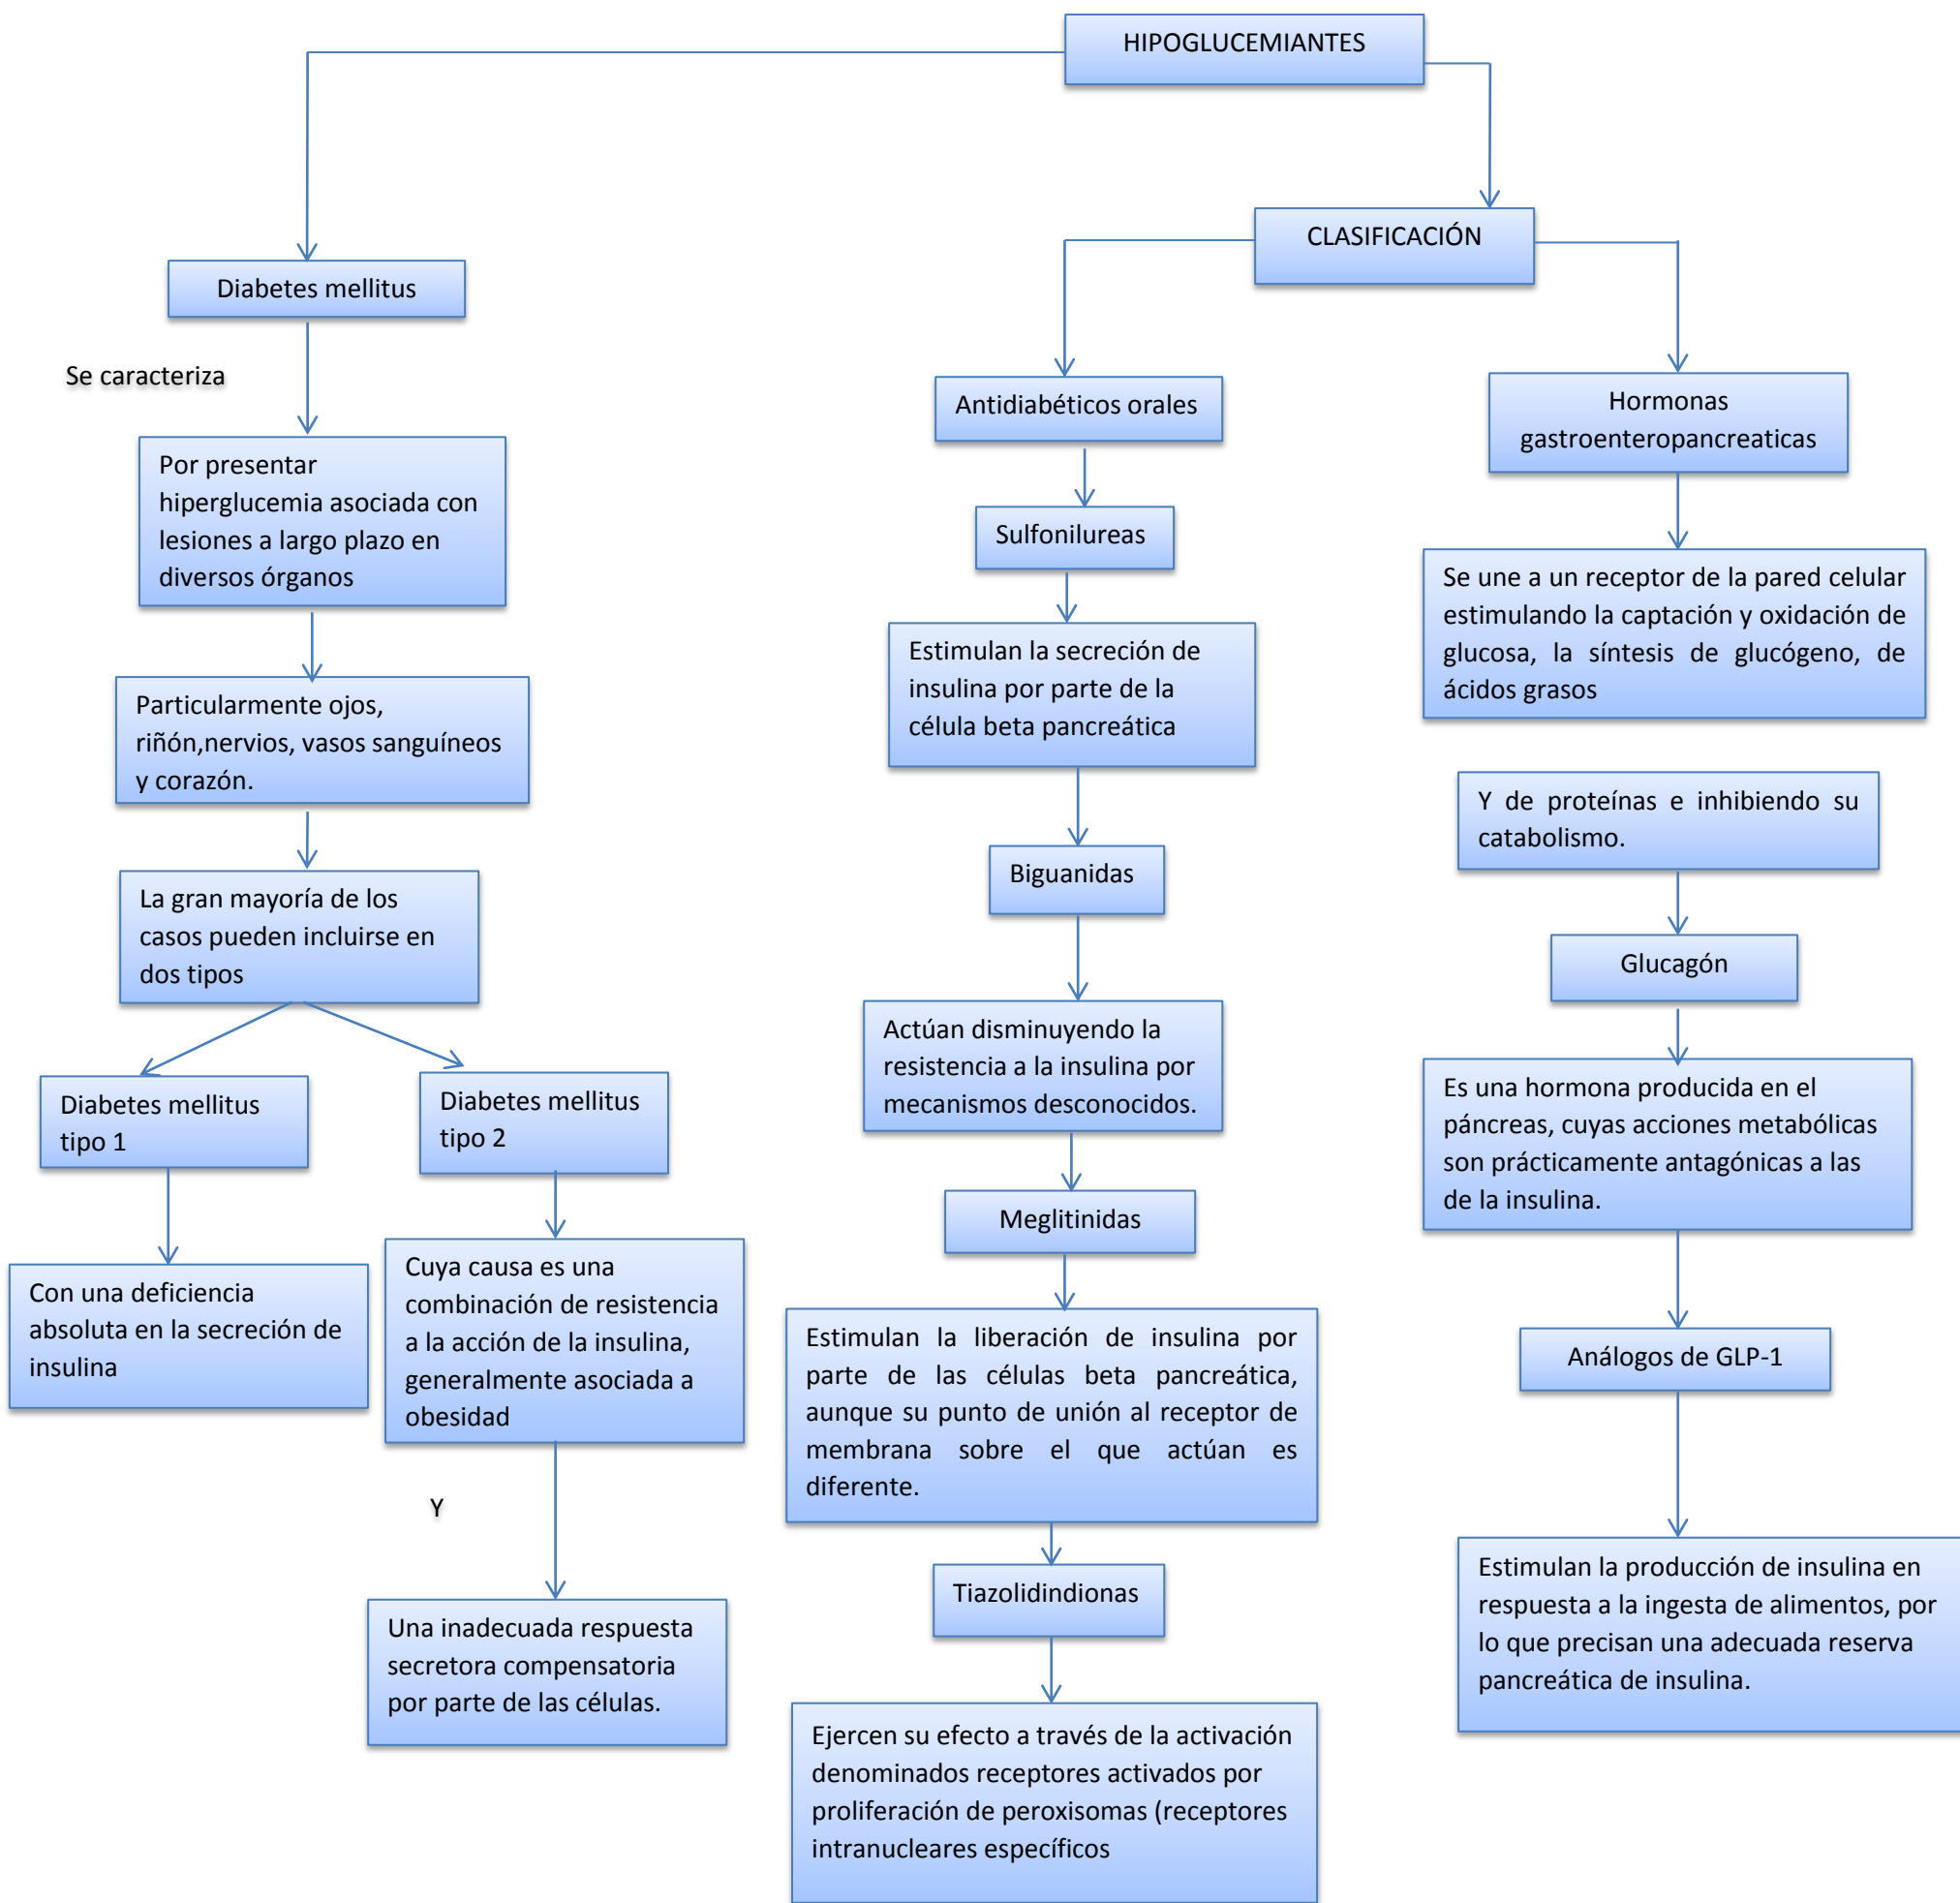 HIPOGLUCEMIANTES
Diabetes mellitus
Se caracteriza
Por presentar
hiperglucemia asociada con
lesiones a largo plazo en
diversos órganos
Particularmente ojos,
riñón,nervios, vasos sanguíneos
y corazón.
La gran mayoría de los
casos pueden incluirse en
dos tipos
Diabetes mellitus
tipo 1
Con una deficiencia
absoluta en la secreción de
insulina
Diabetes mellitus
tipo 2
Cuya causa es una
combinación de resistencia
a la acción de la insulina,
generalmente asociada a
obesidad
Y
Una inadecuada respuesta
secretora compensatoria
por parte de las células.
CLASIFICACIÓN
Antidiabéticos orales
Sulfonilureas
Estimulan la secreción de
insulina por parte de la
célula beta pancreática
Biguanidas
Actúan disminuyendo la
resistencia a la insulina por
mecanismos desconocidos.
Meglitinidas
Estimulan la liberación de insulina por
parte de las células beta pancreática,
aunque su punto de unión al receptor de
membrana sobre el que actúan es
diferente.
Tiazolidindionas
Ejercen su efecto a través de la activación
denominados receptores activados por
proliferación de peroxisomas (receptores
intranucleares específicos
Hormonas
gastroenteropancreaticas
Se une a un receptor de la pared celular
estimulando la captación y oxidación de
glucosa, la síntesis de glucógeno, de
ácidos grasos
Y de proteínas e inhibiendo su
catabolismo.
Glucagón
Es una hormona producida en el
páncreas, cuyas acciones metabólicas
son prácticamente antagónicas a las
de la insulina.
Análogos de GLP-1
Estimulan la producción de insulina en
respuesta a la ingesta de alimentos, por
lo que precisan una adecuada reserva
pancreática de insulina.